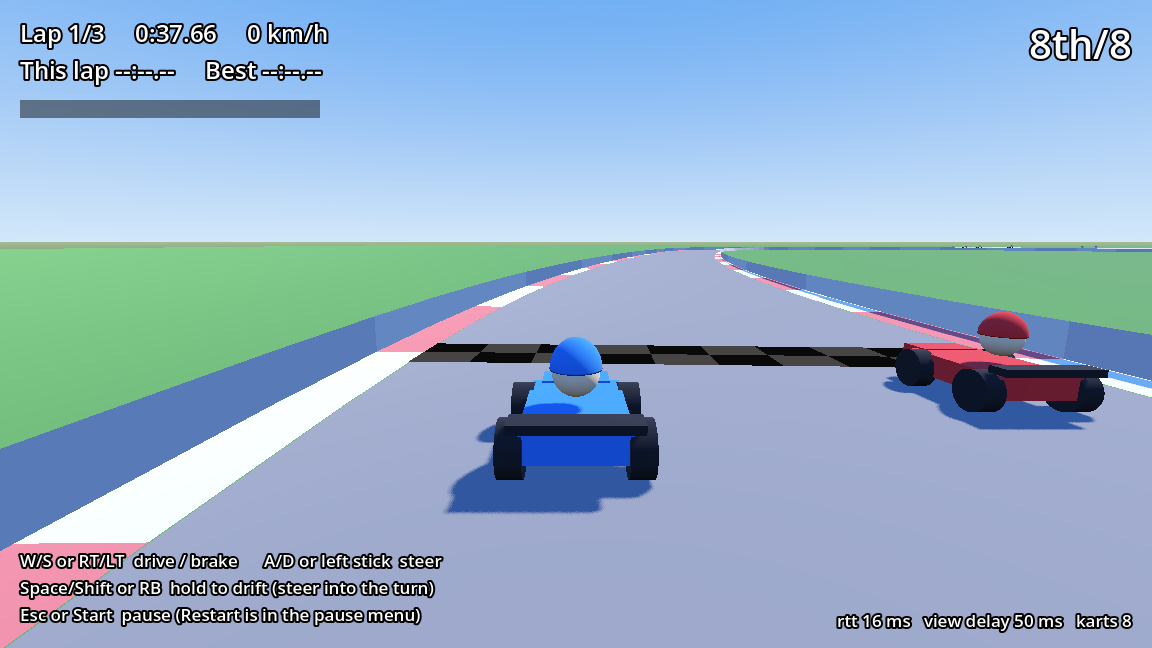 Lap 1/3 0:37.66 0 km/h
8th/8
This lap --:--.-- Best --:--.--
W/S or RT/LT drive / brake A/D or left stick steer
Space/Shift or RB hold to drift (steer into the turn)
Esc or Start pause (Restart is in the pause menu)
rtt 16 ms view delay 50 ms karts 8